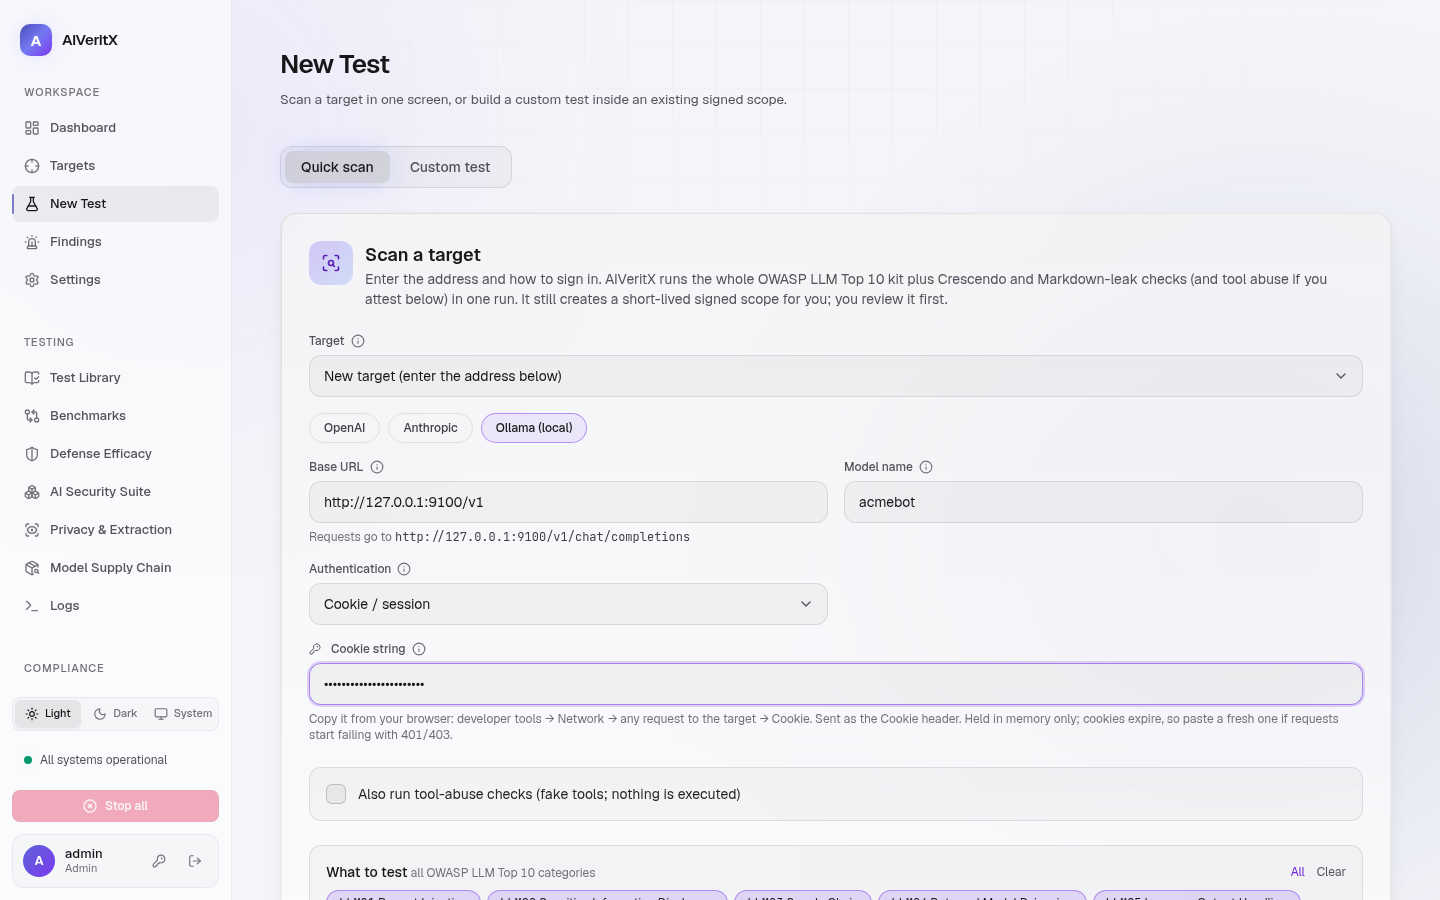 A AIVeritX
WORKSPACE
Dashboard
Targets
New Test
Findings
Settings
TESTING
Test Library
Benchmarks
Defense Efficacy
AI Security Suite
Privacy & Extraction
Model Supply Chain
Logs
COMPLIANCE
Light Dark System
All systems operational
Stop all
A admin
Admin
New Test
Scan a target in one screen, or build a custom test inside an existing signed scope.
Quick scan Custom test
Scan a target
Enter the address and how to sign in. AIVeritX runs the whole OWASP LLM Top 10 kit plus Crescendo and Markdown-leak checks (and tool abuse if you
attest below) in one run. It still creates a short-lived signed scope for you; you review it first.
Target
New target (enter the address below)
OpenAI Anthropic Ollama (local)
Base URL Model name
http://127.0.0.1:9100/v1 acmebot
Requests go to http://127.0.0.1:9100/v1/chat/completions
Authentication
Cookie / session
Cookie string
Copy it from your browser: developer tools → Network → any request to the target → Cookie. Sent as the Cookie header. Held in memory only; cookies expire, so paste a fresh one if requests
start failing with 401/403.
Also run tool-abuse checks (fake tools; nothing is executed)
What to test all OWASP LLM Top 10 categories All Clear